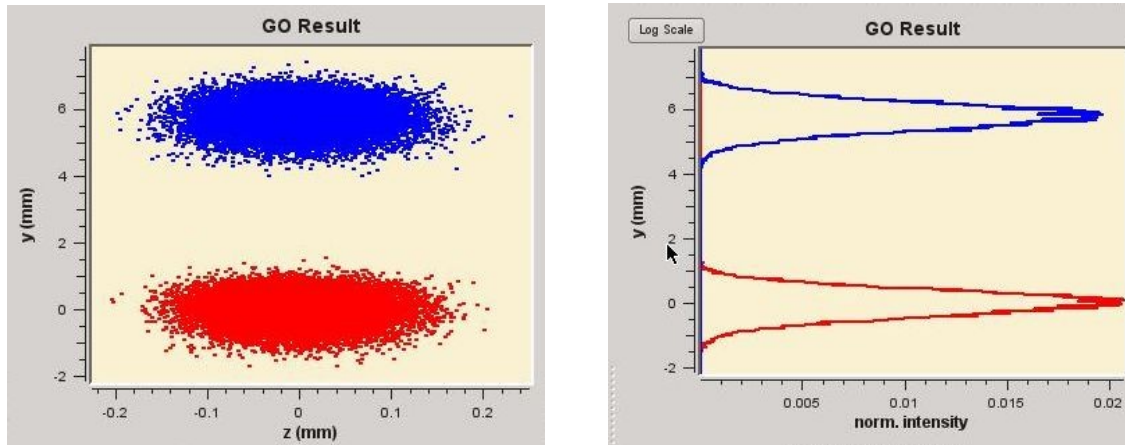 GO Result
y (mm)
6
4
2
0
-2
-0.2
-0.1
0
0.1
0.2
z (mm)
Log Scale
GO Result
y (mm)
6
4
2
0
-2
0.005
0.01
0.015
0.02
norm. intensity